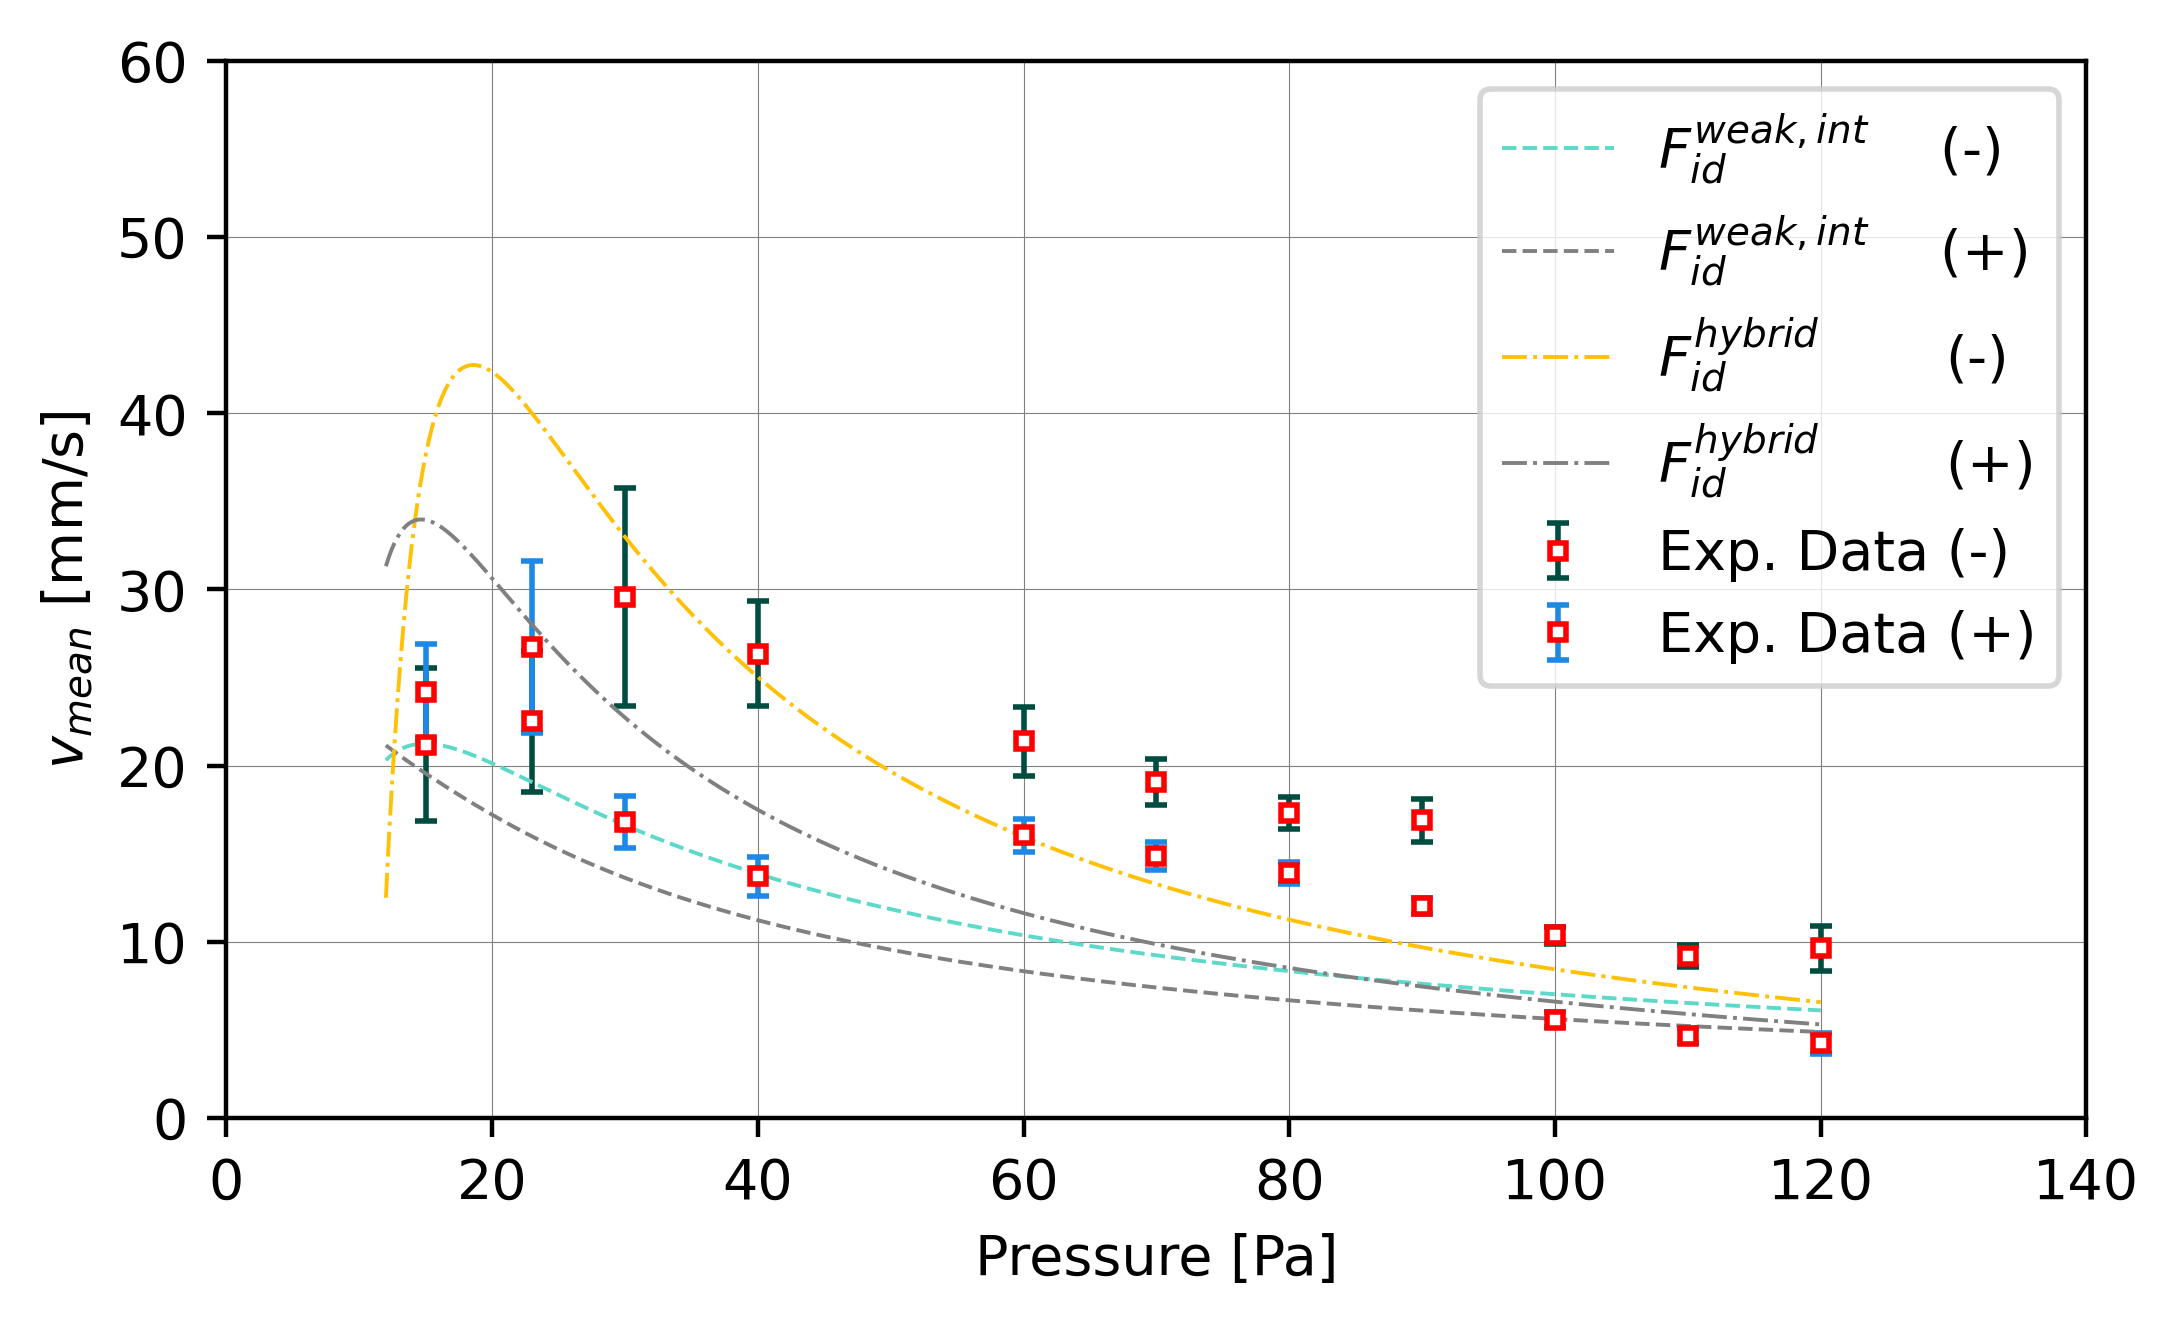 60
50
40
30
20
10
0
v_mean [mm/s]
0 20 40 60 80 100 120 140
Pressure [Pa]
F_id^weak, int (-)
F_id^weak, int (+)
F_id^hybrid (-)
F_id^hybrid (+)
Exp. Data (-)
Exp. Data (+)